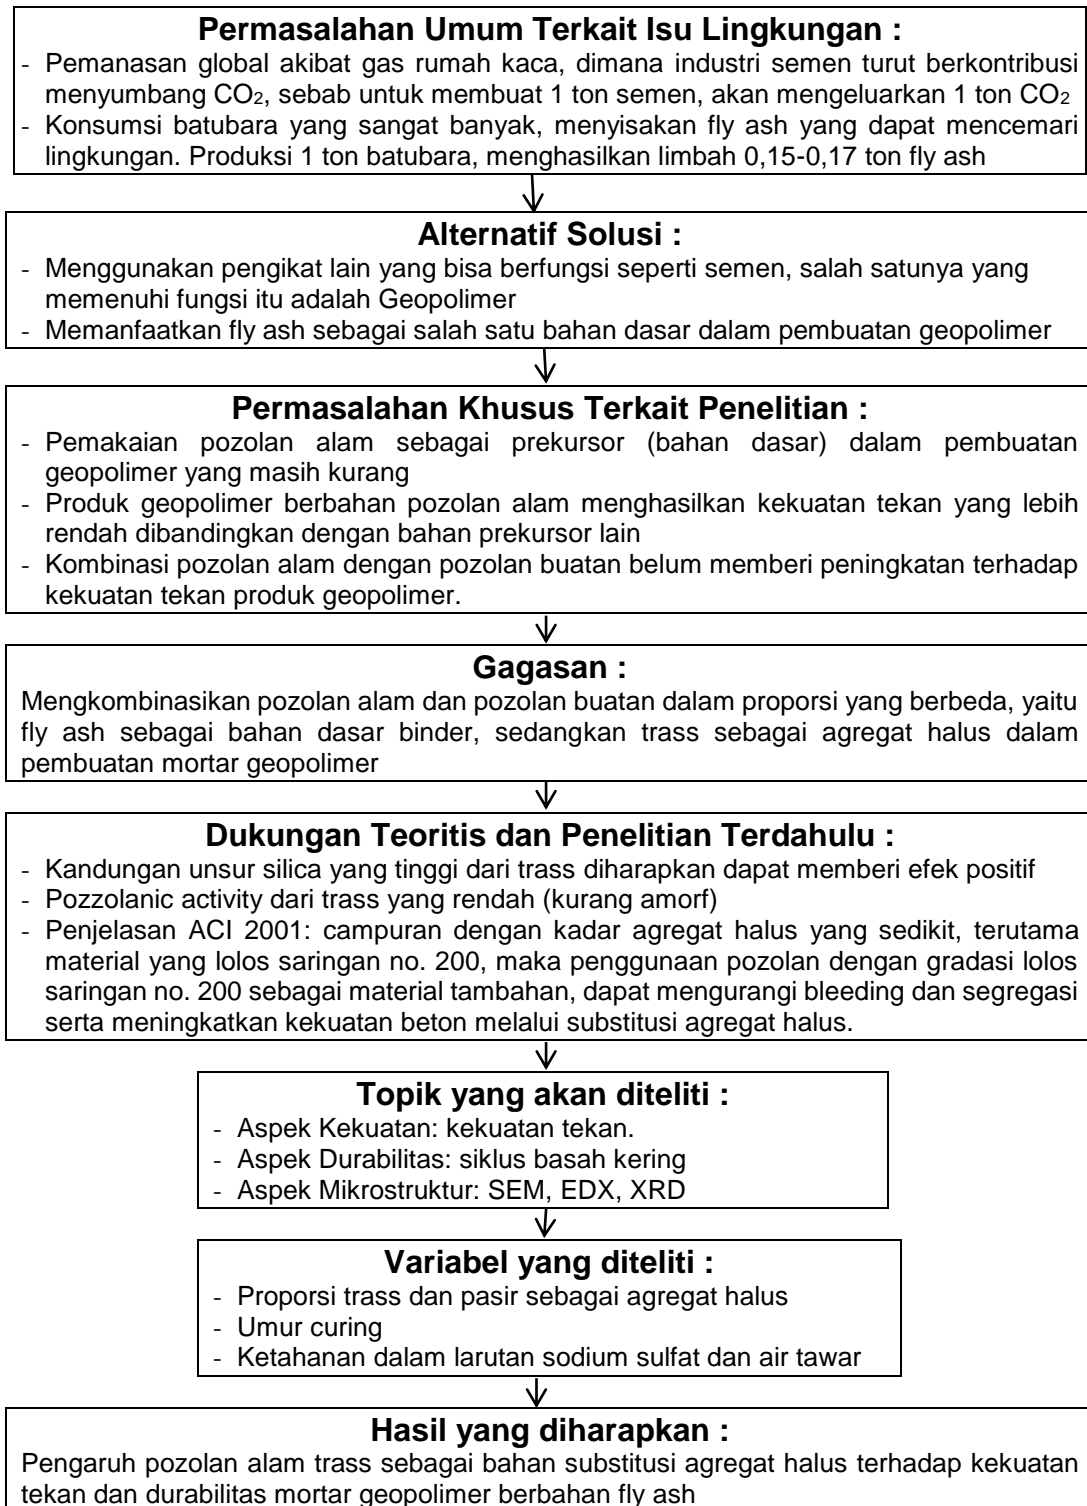 Permasalahan Umum Terkait Isu Lingkungan :
- Pemanasan global akibat gas rumah kaca, dimana industri semen turut berkontribusi
menyumbang CO₂, sebab untuk membuat 1 ton semen, akan mengeluarkan 1 ton CO₂
- Konsumsi batubara yang sangat banyak, menyisakan fly ash yang dapat mencemari
lingkungan. Produksi 1 ton batubara, menghasilkan limbah 0,15-0,17 ton fly ash
Alternatif Solusi :
- Menggunakan pengikat lain yang bisa berfungsi seperti semen, salah satunya yang
memenuhi fungsi itu adalah Geopolimer
- Memanfaatkan fly ash sebagai salah satu bahan dasar dalam pembuatan geopolimer
Permasalahan Khusus Terkait Penelitian :
- Pemakaian pozolan alam sebagai prekursor (bahan dasar) dalam pembuatan
geopolimer yang masih kurang
- Produk geopolimer berbahan pozolan alam menghasilkan kekuatan tekan yang lebih
rendah dibandingkan dengan bahan prekursor lain
- Kombinasi pozolan alam dengan pozolan buatan belum memberi peningkatan terhadap
kekuatan tekan produk geopolimer.
Gagasan :
Mengkombinasikan pozolan alam dan pozolan buatan dalam proporsi yang berbeda, yaitu
fly ash sebagai bahan dasar binder, sedangkan trass sebagai agregat halus dalam
pembuatan mortar geopolimer
Dukungan Teoritis dan Penelitian Terdahulu :
- Kandungan unsur silica yang tinggi dari trass diharapkan dapat memberi efek positif
- Pozzolanic activity dari trass yang rendah (kurang amorf)
- Penjelasan ACI 2001: campuran dengan kadar agregat halus yang sedikit, terutama
material yang lolos saringan no. 200, maka penggunaan pozolan dengan gradasi lolos
saringan no. 200 sebagai material tambahan, dapat mengurangi bleeding dan segregasi
serta meningkatkan kekuatan beton melalui substitusi agregat halus.
Topik yang akan diteliti :
- Aspek Kekuatan: kekuatan tekan.
- Aspek Durabilitas: siklus basah kering
- Aspek Mikrostruktur: SEM, EDX, XRD
Variabel yang diteliti :
- Proporsi trass dan pasir sebagai agregat halus
- Umur curing
- Ketahanan dalam larutan sodium sulfat dan air tawar
Hasil yang diharapkan :
Pengaruh pozolan alam trass sebagai bahan substitusi agregat halus terhadap kekuatan
tekan dan durabilitas mortar geopolimer berbahan fly ash